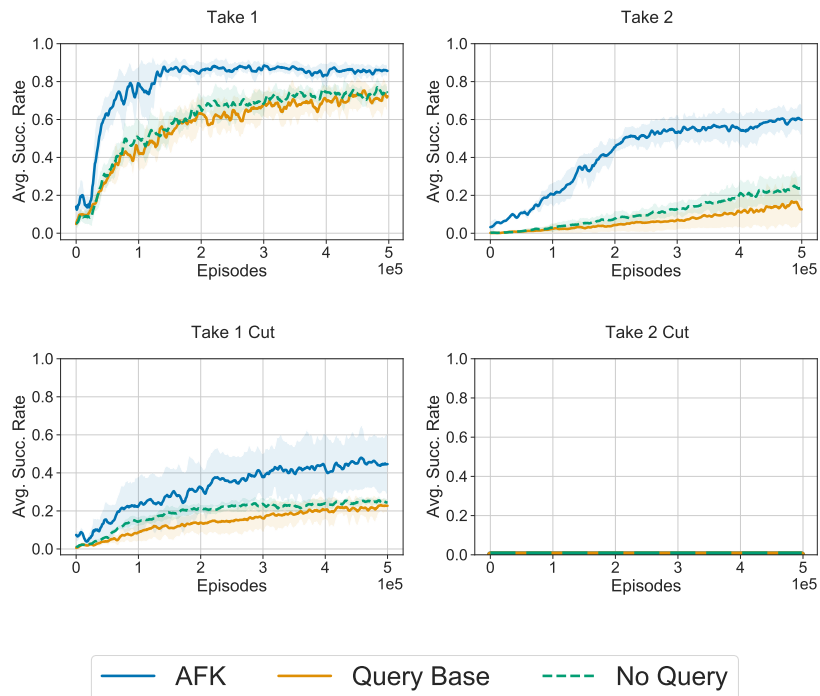 Take 1
Avg. Succ. Rate
1.0
0.8
0.6
0.4
0.2
0.0
0 1 2 3 4 5
Episodes
1e5
Take 2
Avg. Succ. Rate
1.0
0.8
0.6
0.4
0.2
0.0
0 1 2 3 4 5
Episodes
1e5
Take 1 Cut
Avg. Succ. Rate
1.0
0.8
0.6
0.4
0.2
0.0
0 1 2 3 4 5
Episodes
1e5
Take 2 Cut
Avg. Succ. Rate
1.0
0.8
0.6
0.4
0.2
0.0
0 1 2 3 4 5
Episodes
1e5
AFK Query Base No Query